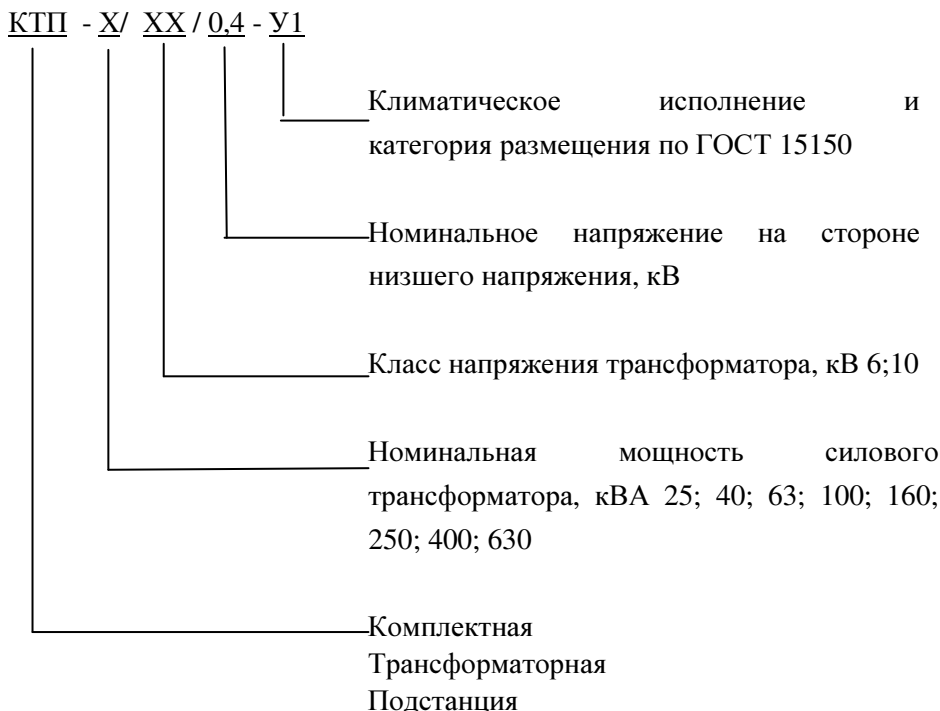 КТП - Х/ ХХ / 0,4 - У1
Климатическое исполнение и
категория размещения по ГОСТ 15150
Номинальное напряжение на стороне
низшего напряжения, кВ
Класс напряжения трансформатора, кВ 6;10
Номинальная мощность силового
трансформатора, кВА 25; 40; 63; 100; 160;
250; 400; 630
Комплектная
Трансформаторная
Подстанция